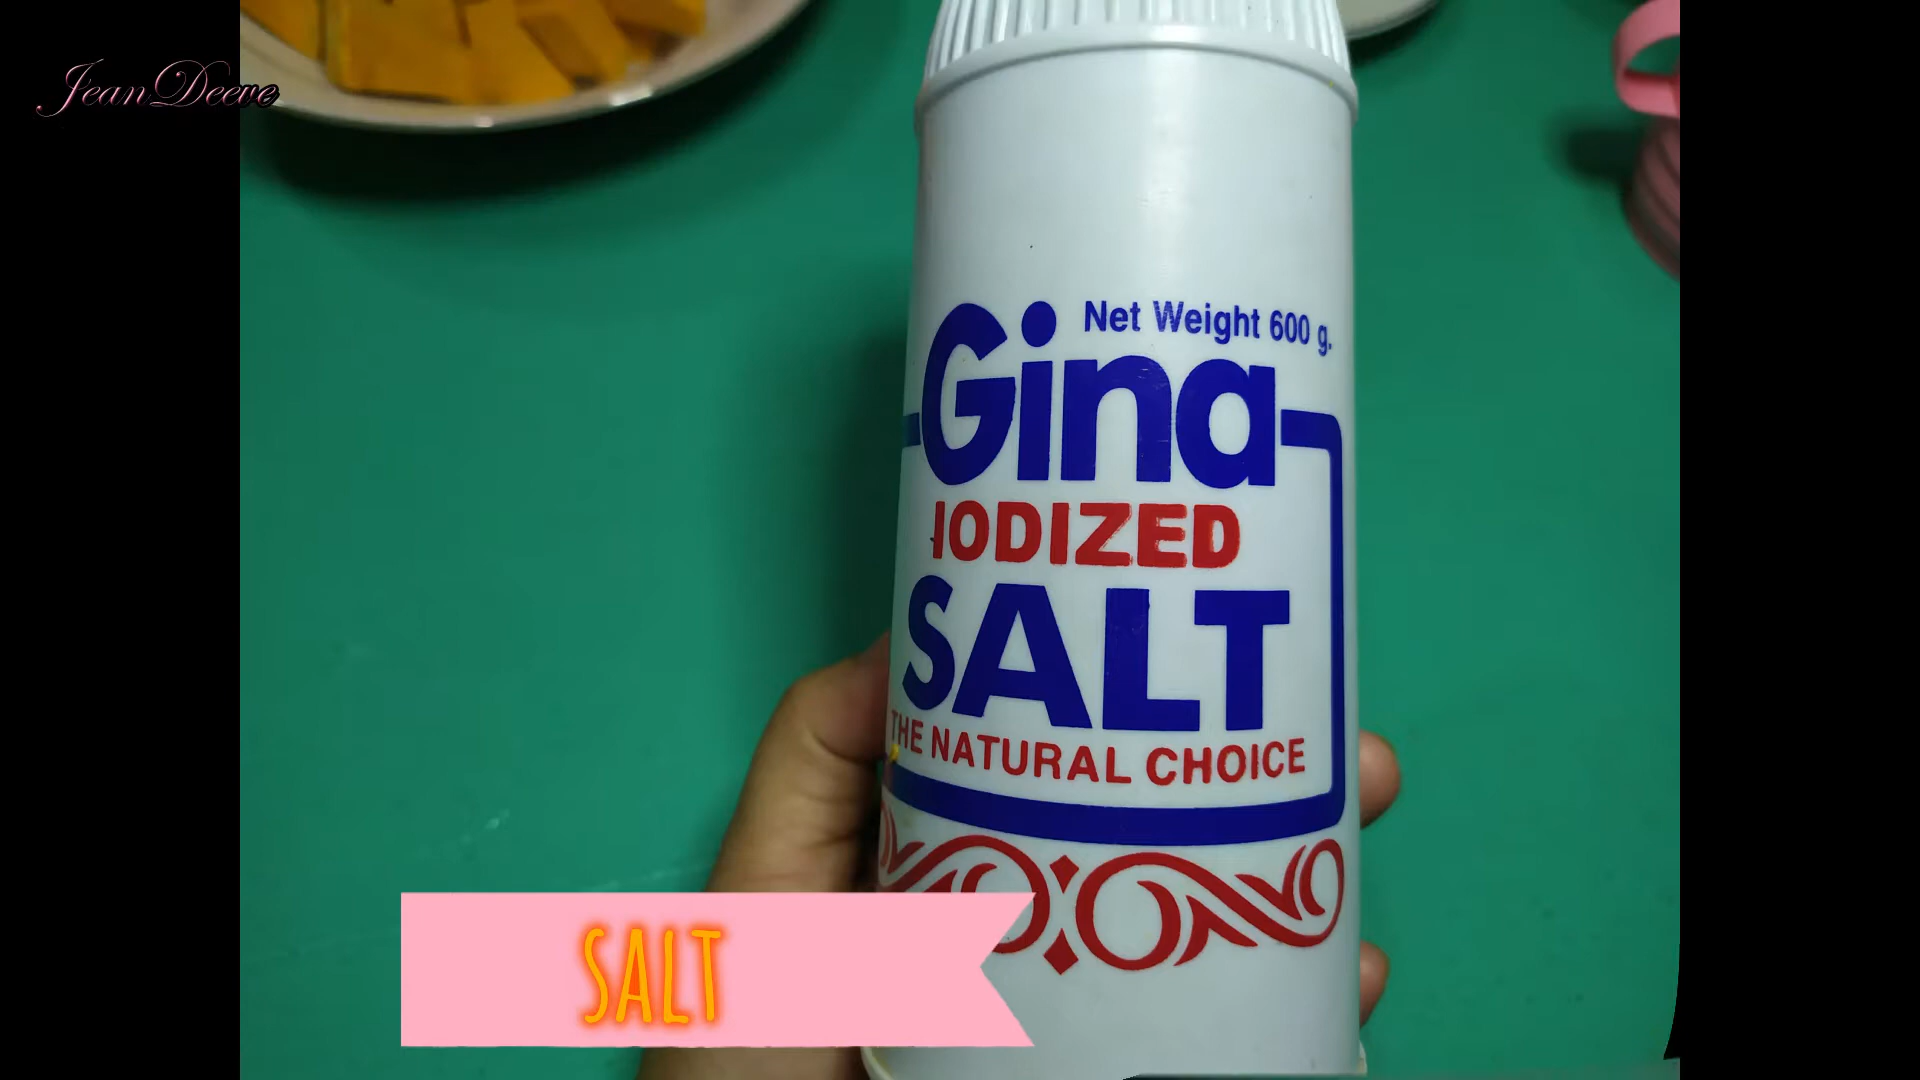 JeanDeeve
Net Weight 600 g.
Gina
IODIZED
SALT
THE NATURAL CHOICE
SALT